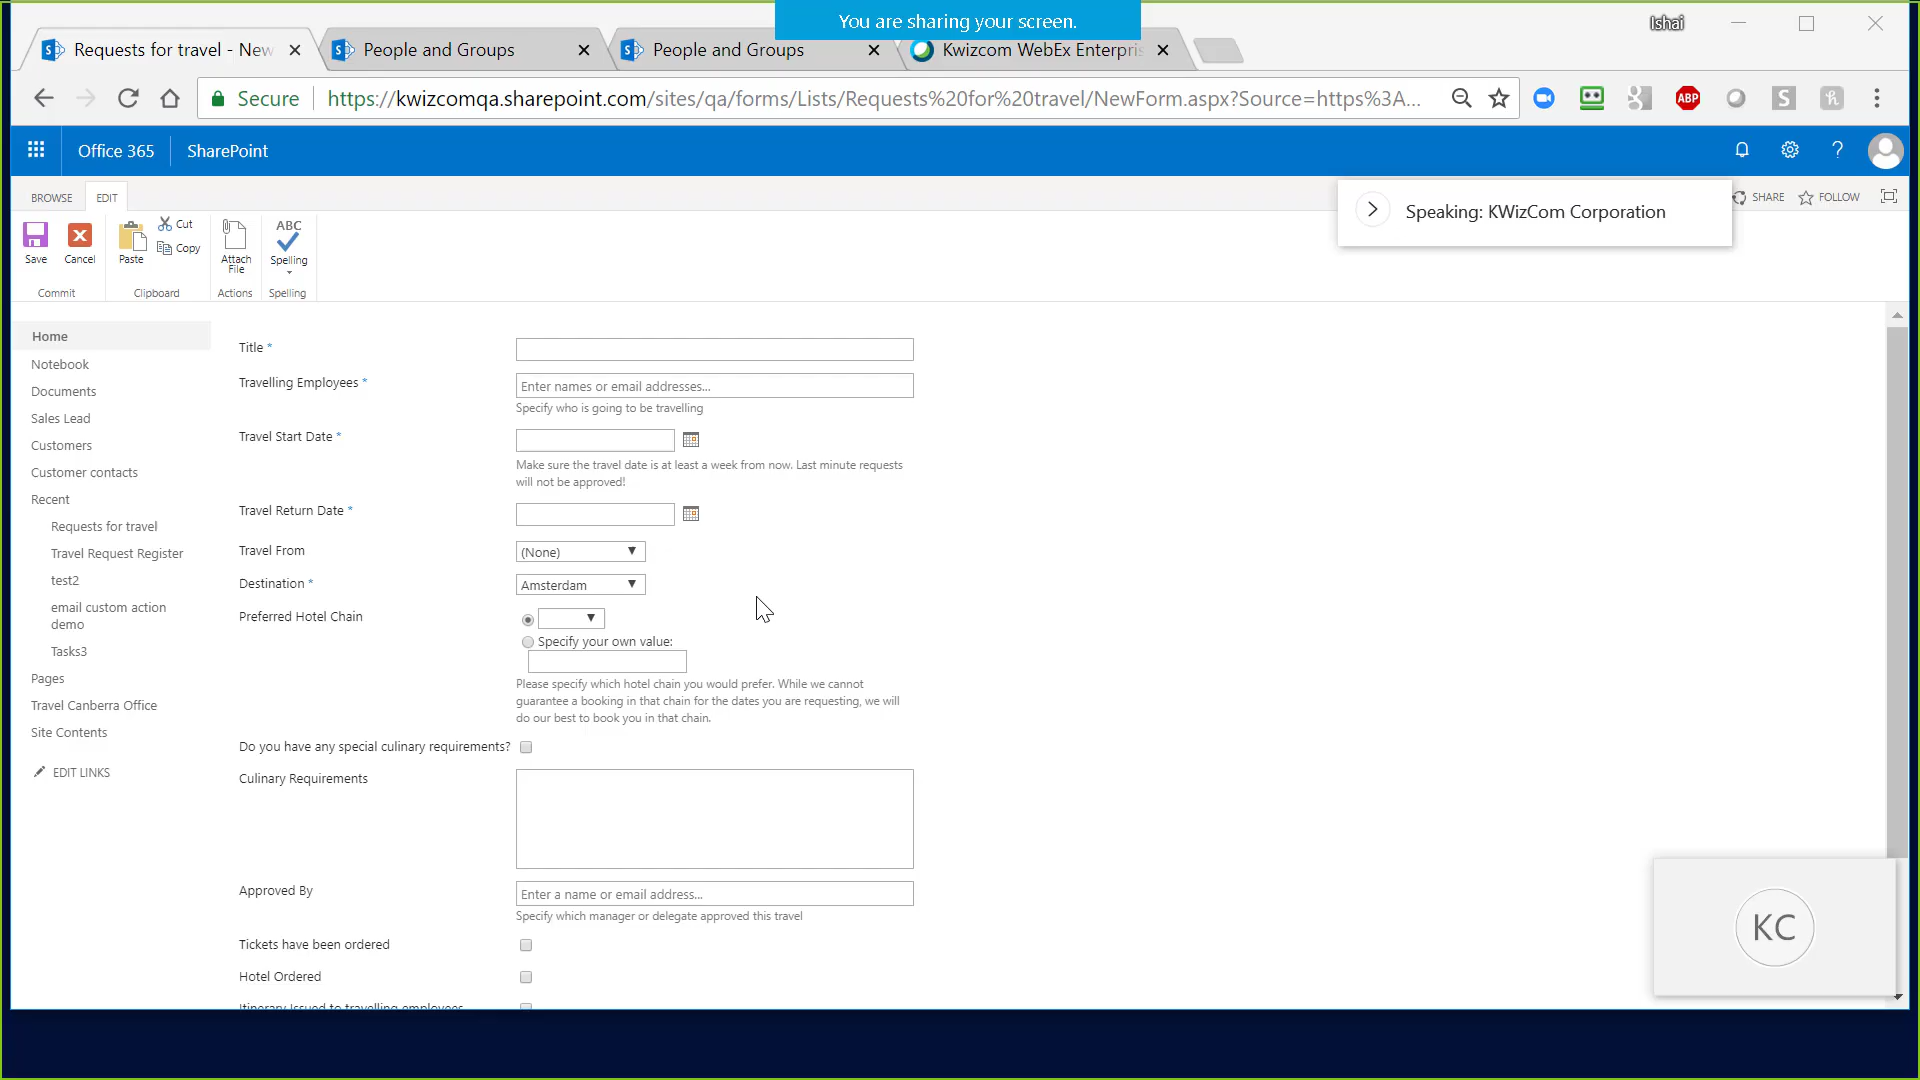 You are sharing your screen.
Ishai
Requests for travel - New
People and Groups
People and Groups
Kwizcom WebEx Enterpris
Secure
https://kwizcomqa.sharepoint.com/sites/qa/forms/Lists/Requests%20for%20travel/NewForm.aspx?Source=https%3A...
ABP
S
h
Office 365
SharePoint
?
BROWSE
EDIT
SHARE
FOLLOW
Speaking: KWizCom Corporation
Save
Cancel
Paste
Cut
Copy
Attach
File
ABC
Spelling
Commit
Clipboard
Actions
Spelling
Home
Notebook
Documents
Sales Lead
Customers
Customer contacts
Recent
Requests for travel
Travel Request Register
test2
email custom action
demo
Tasks3
Pages
Travel Canberra Office
Site Contents
EDIT LINKS
Title *
Travelling Employees *
Enter names or email addresses...
Specify who is going to be travelling
Travel Start Date *
Make sure the travel date is at least a week from now. Last minute requests
will not be approved!
Travel Return Date *
Travel From
(None)
Destination *
Amsterdam
Preferred Hotel Chain
Specify your own value:
Please specify which hotel chain you would prefer. While we cannot
guarantee a booking in that chain for the dates you are requesting, we will
do our best to book you in that chain.
Do you have any special culinary requirements?
Culinary Requirements
Approved By
Enter a name or email address...
Specify which manager or delegate approved this travel
Tickets have been ordered
Hotel Ordered
Itinerary Issued to travelling employees
KC